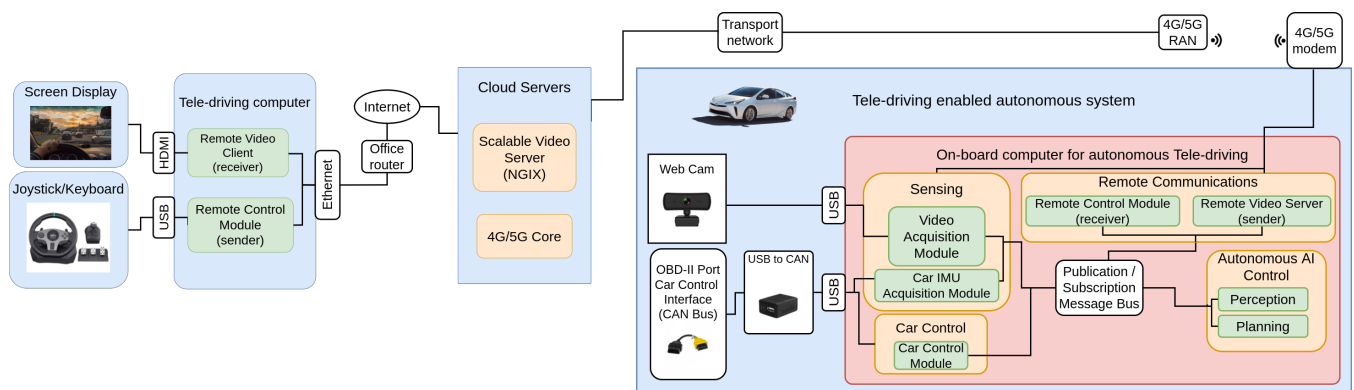 Screen Display
Joystick/Keyboard
HDMI
USB
Tele-driving computer
Remote Video
Client
(receiver)
Remote Control
Module
(sender)
Ethernet
Internet
Office
router
Cloud Servers
Scalable Video
Server
(NGIX)
4G/5G Core
Transport
network
4G/5G
RAN
4G/5G
modem
Tele-driving enabled autonomous system
Web Cam
USB
OBD-II Port
Car Control
Interface
(CAN Bus)
USB to CAN
USB
On-board computer for autonomous Tele-driving
Sensing
Video
Acquisition
Module
Car IMU
Acquisition Module
Car Control
Car Control
Module
Remote Communications
Remote Control Module
(receiver)
Remote Video Server
(sender)
Publication /
Subscription
Message Bus
Autonomous AI
Control
Perception
Planning